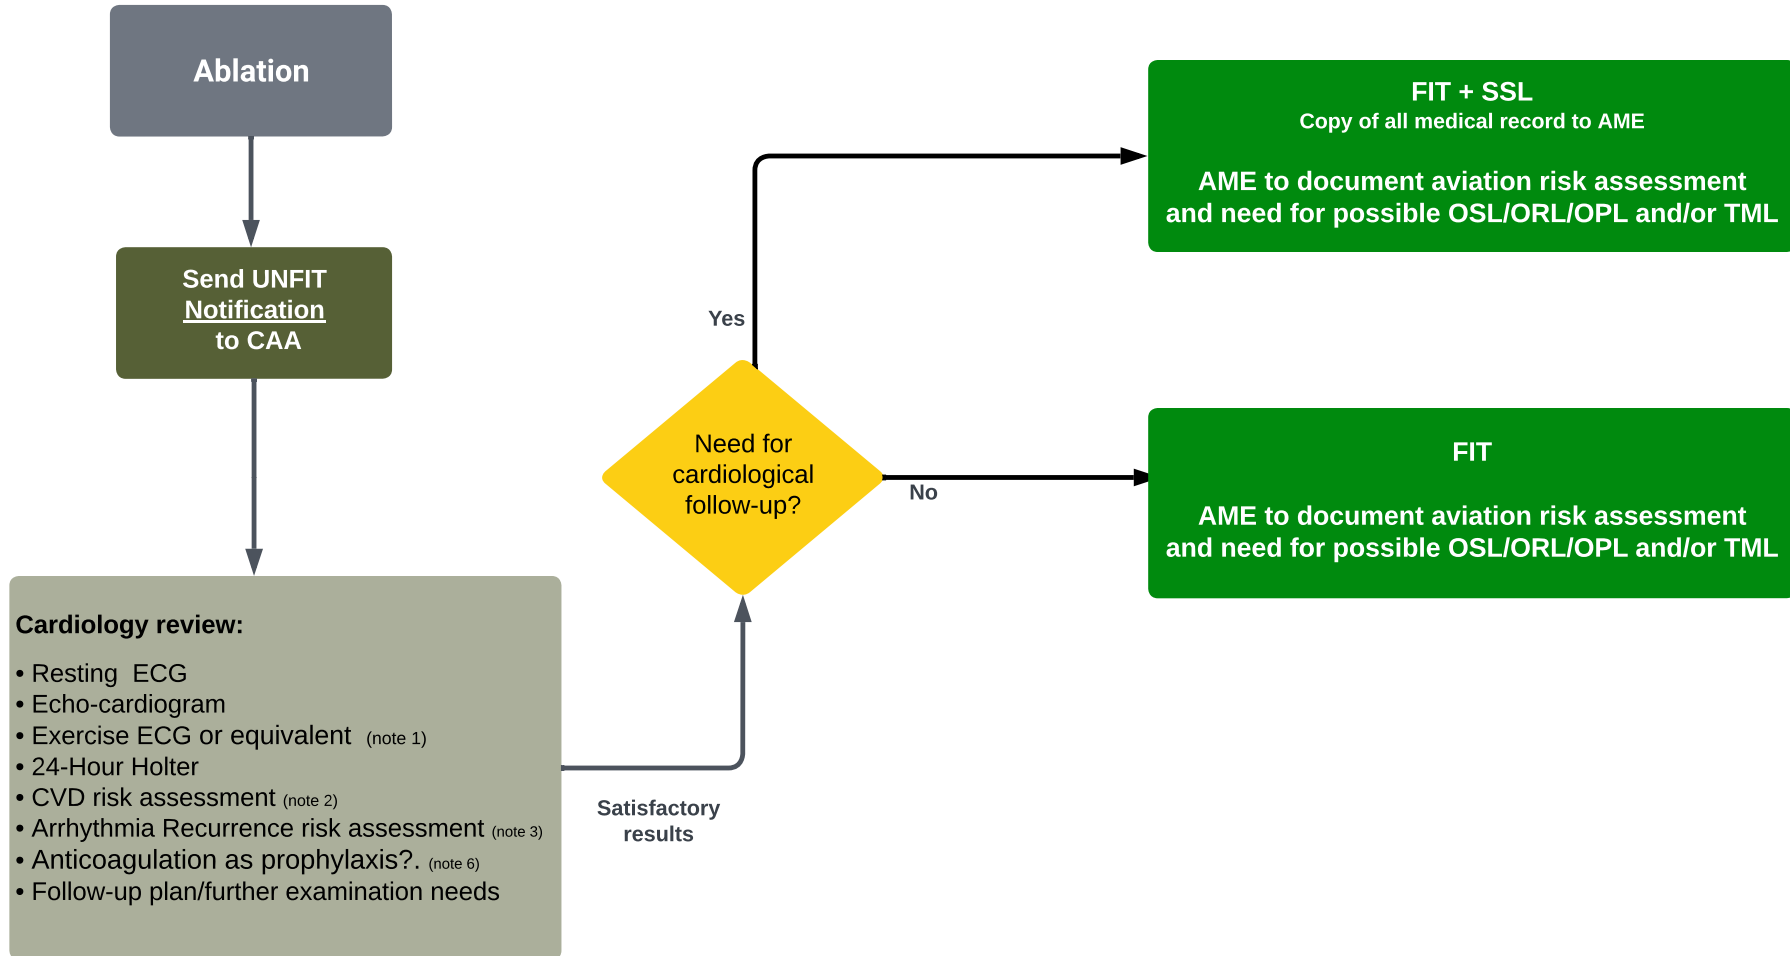 Ablation
Send UNFIT
Notification
to CAA
Cardiology review:
• Resting  ECG
• Echo-cardiogram
• Exercise ECG or equivalent  (note 1)
• 24-Hour Holter
• CVD risk assessment (note 2)
• Arrhythmia Recurrence risk assessment (note 3)
• Anticoagulation as prophylaxis?. (note 6)
• Follow-up plan/further examination needs
Satisfactory
results
Need for
cardiological
follow-up?
Yes
No
FIT + SSL
Copy of all medical record to AME
AME to document aviation risk assessment
and need for possible OSL/ORL/OPL and/or TML
FIT
AME to document aviation risk assessment
and need for possible OSL/ORL/OPL and/or TML